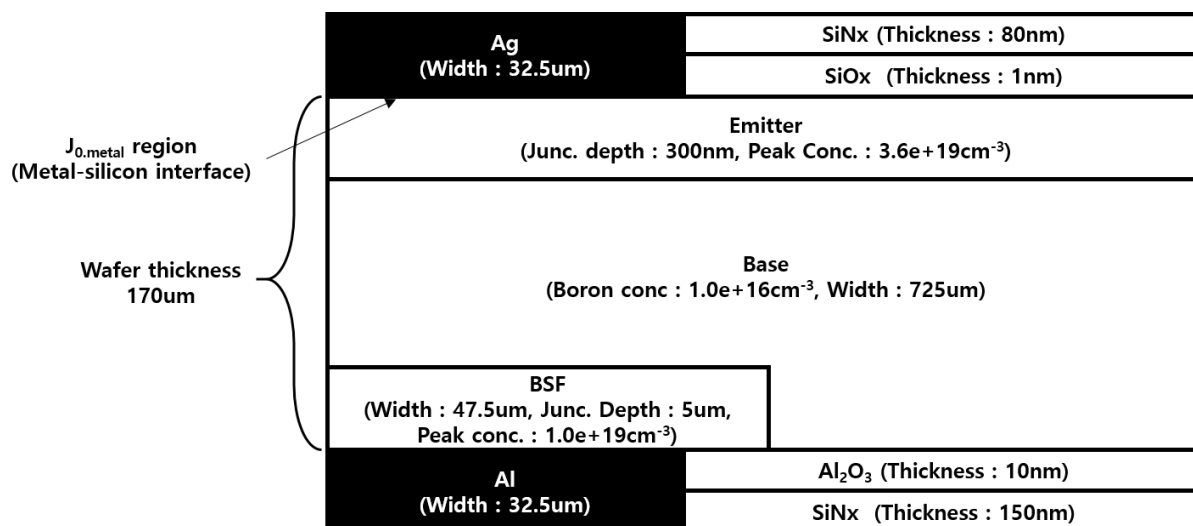 Ag
(Width : 32.5um)
SiNx (Thickness : 80nm)
SiOx (Thickness : 1nm)
J0.metal region
(Metal-silicon interface)
Emitter
(Junc. depth : 300nm, Peak Conc. : 3.6e+19cm-3)
Wafer thickness
170um
Base
(Boron conc : 1.0e+16cm-3, Width : 725um)
BSF
(Width : 47.5um, Junc. Depth : 5um,
Peak conc. : 1.0e+19cm-3)
Al
(Width : 32.5um)
Al2O3 (Thickness : 10nm)
SiNx (Thickness : 150nm)